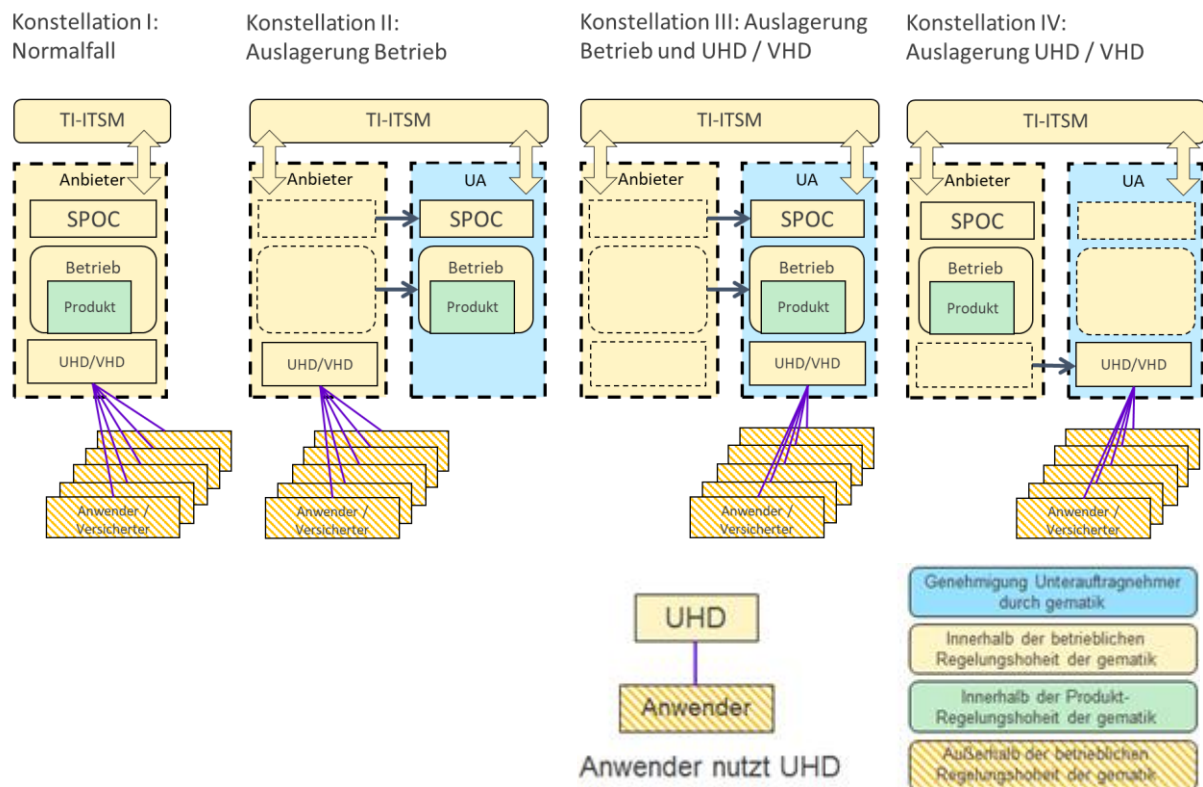 Konstellation I:
Normalfall
Konstellation II:
Auslagerung Betrieb
Konstellation III: Auslagerung
Betrieb und UHD / VHD
Konstellation IV:
Auslagerung UHD / VHD
TI-ITSM
TI-ITSM
TI-ITSM
TI-ITSM
Anbieter
SPOC
Betrieb
Produkt
UHD/VHD
Anwender /
Versicherter
Anbieter
UA
SPOC
Betrieb
Produkt
UHD/VHD
Anwender /
Versicherter
Anbieter
UA
SPOC
Betrieb
Produkt
UHD/VHD
Anwender /
Versicherter
Anbieter
UA
SPOC
Betrieb
Produkt
UHD/VHD
Anwender /
Versicherter
UHD
Anwender
Anwender nutzt UHD
Genehmigung Unterauftragnehmer
durch gematik
Innerhalb der betrieblichen
Regelungshoheit der gematik
Innerhalb der Produkt-
Regelungshoheit der gematik
Außerhalb der betrieblichen
Regelungshoheit der gematik